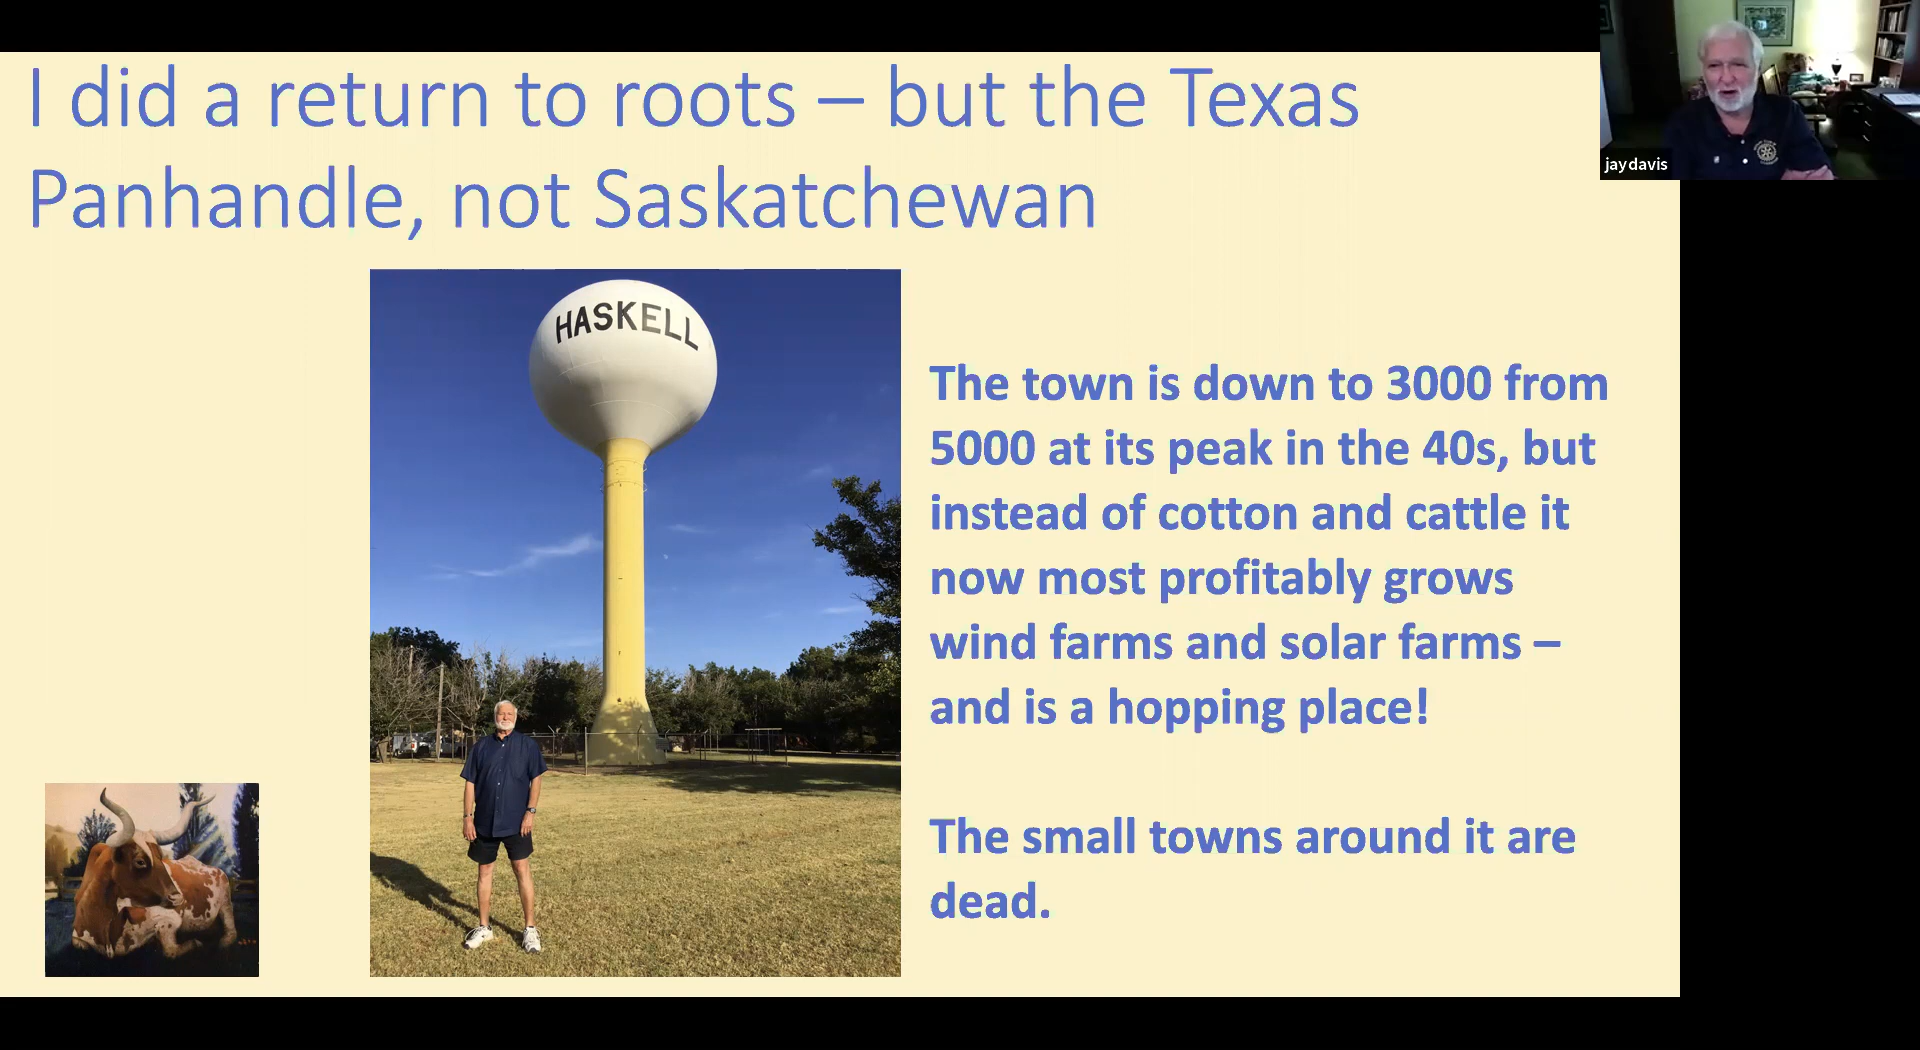 I did a return to roots – but the Texas
Panhandle, not Saskatchewan
jaydavis
HASKELL
The town is down to 3000 from
5000 at its peak in the 40s, but
instead of cotton and cattle it
now most profitably grows
wind farms and solar farms –
and is a hopping place!
The small towns around it are
dead.